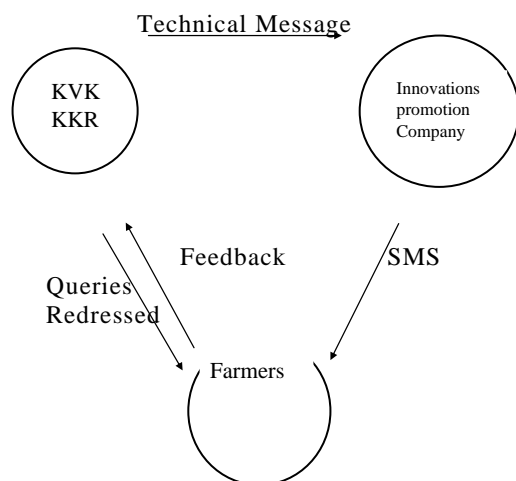 Technical Message
KVK
KKR
Innovations
promotion
Company
Feedback
SMS
Queries
Redressed
Farmers